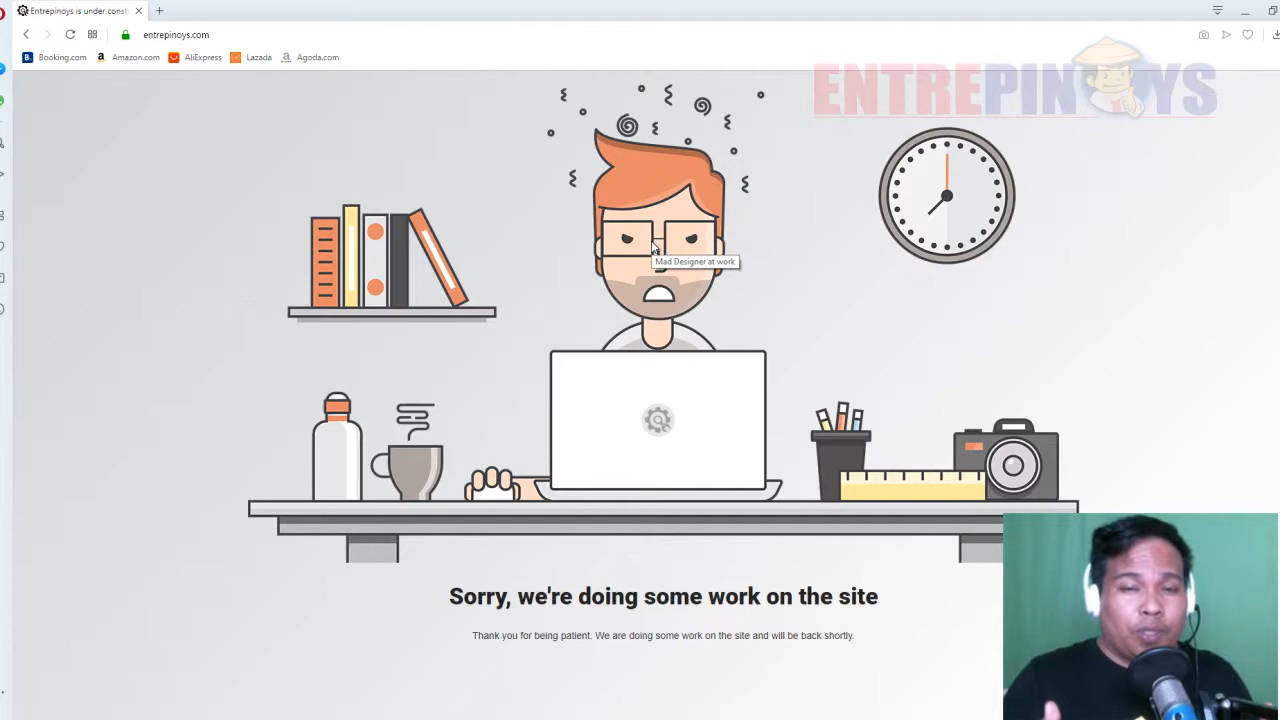 Entrepinoys is under const
entrepinoys.com
B Booking.com
a Amazon.com
AliExpress
Lazada
a Agoda.com
ENTREPINOYS
Mad Designer at work
Sorry, we're doing some work on the site
Thank you for being patient. We are doing some work on the site and will be back shortly.